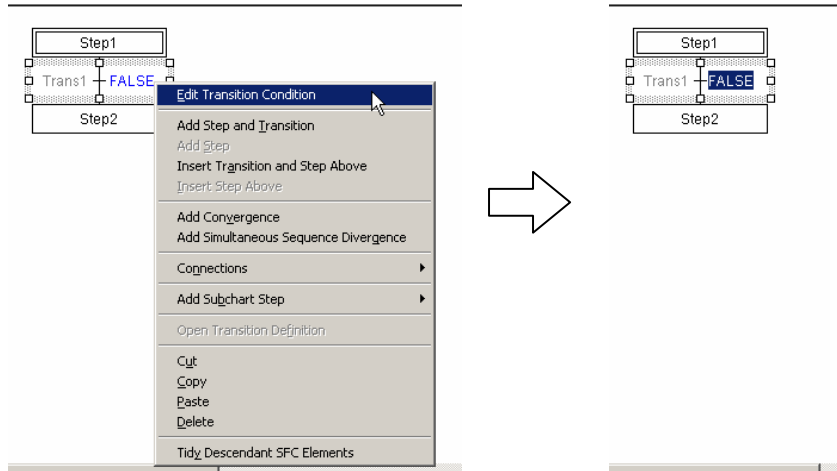 Step1
Trans1 FALSE
Step2
Edit Transition Condition
Add Step and Transition
Add Step
Insert Transition and Step Above
Insert Step Above
Add Convergence
Add Simultaneous Sequence Divergence
Connections
Add Subchart Step
Open Transition Definition
Cut
Copy
Paste
Delete
Tidy Descendant SFC Elements
Step1
Trans1 FALSE
Step2